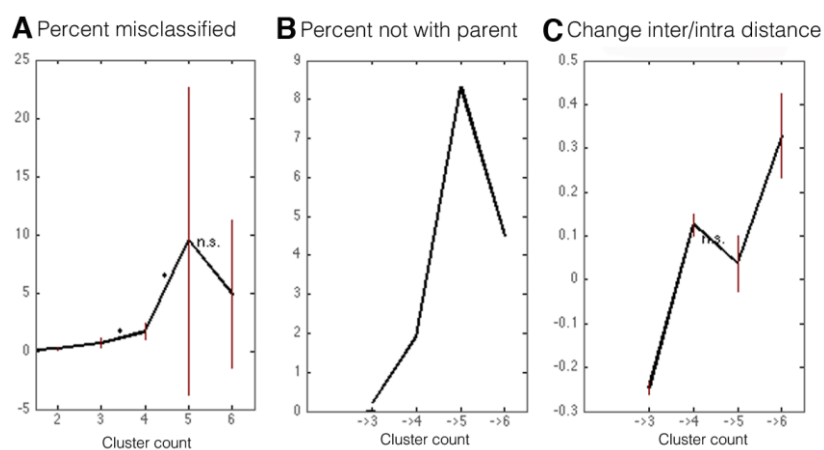 A Percent misclassified
25
20
15
10
5
0
-5
2 3 4 5 6
*
*
n.s.
Cluster count
B Percent not with parent
9
8
7
6
5
4
3
2
1
0
->3 ->4 ->5 ->6
Cluster count
C Change inter/intra distance
0.5
0.4
0.3
0.2
0.1
0
-0.1
-0.2
-0.3
n.s.
->3 ->4 ->5 ->6
Cluster count